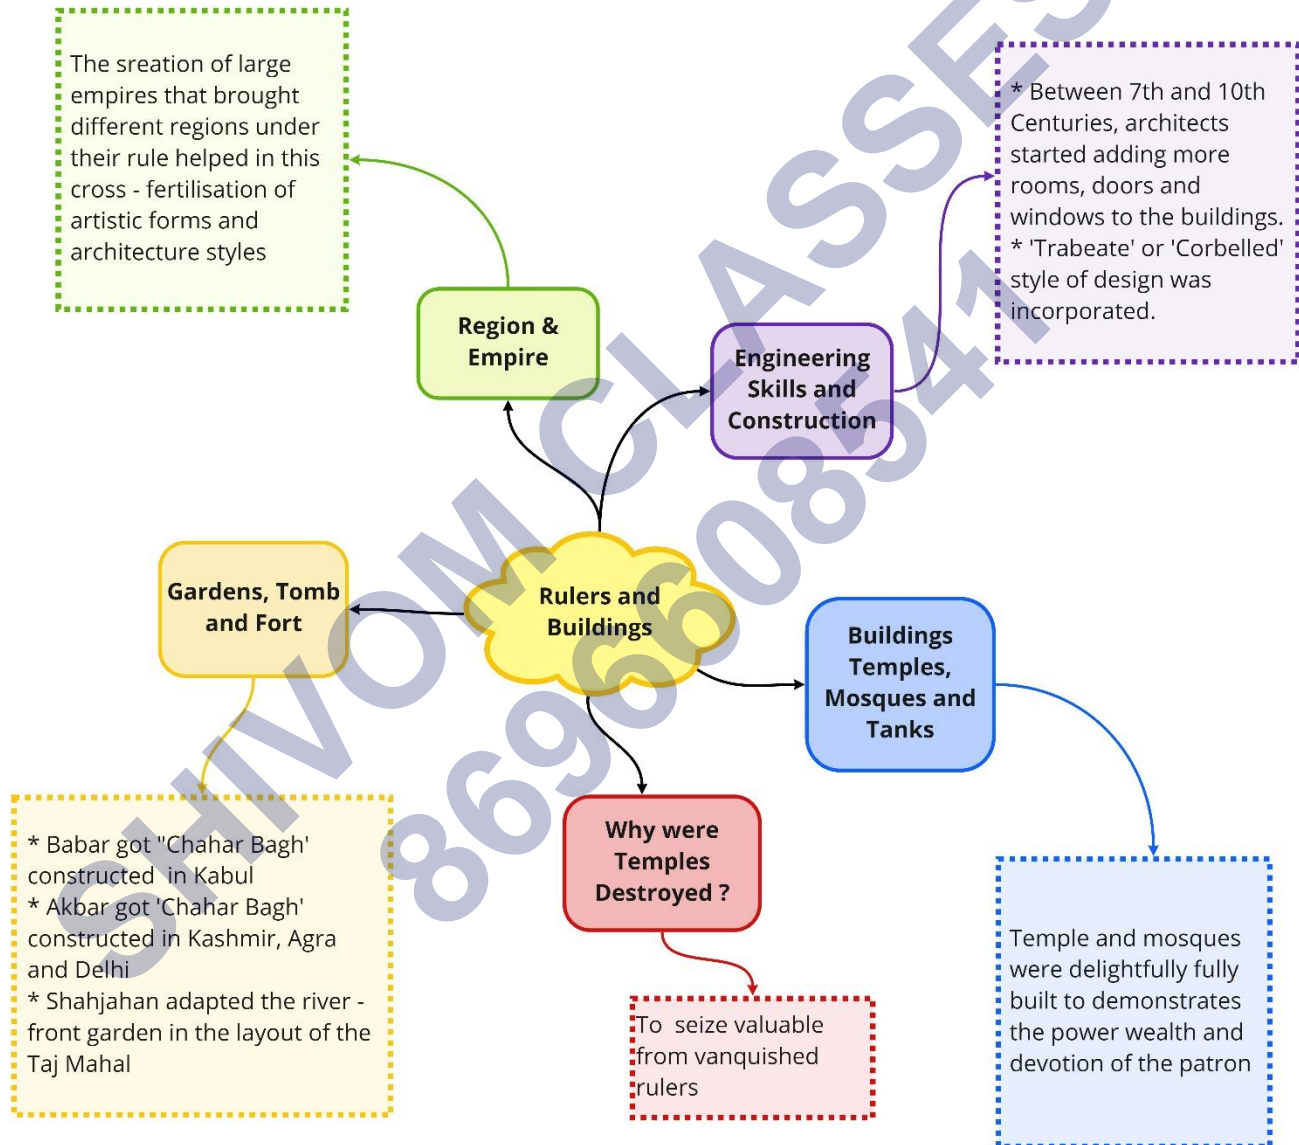 The sreation of large
empires that brought
different regions under
their rule helped in this
cross - fertilisation of
artistic forms and
architecture styles
* Between 7th and 10th
Centuries, architects
started adding more
rooms, doors and
windows to the buildings.
* 'Trabeate' or 'Corbelled'
style of design was
incorporated.
Region &
Empire
Engineering
Skills and
Construction
Gardens, Tomb
and Fort
Rulers and
Buildings
Buildings
Temples,
Mosques and
Tanks
Why were
Temples
Destroyed ?
* Babar got "Chahar Bagh'
constructed  in Kabul
* Akbar got 'Chahar Bagh'
constructed in Kashmir, Agra
and Delhi
* Shahjahan adapted the river -
front garden in the layout of the
Taj Mahal
To  seize valuable
from vanquished
rulers
Temple and mosques
were delightfully fully
built to demonstrates
the power wealth and
devotion of the patron
SHIVOM CLASSES
8696608541